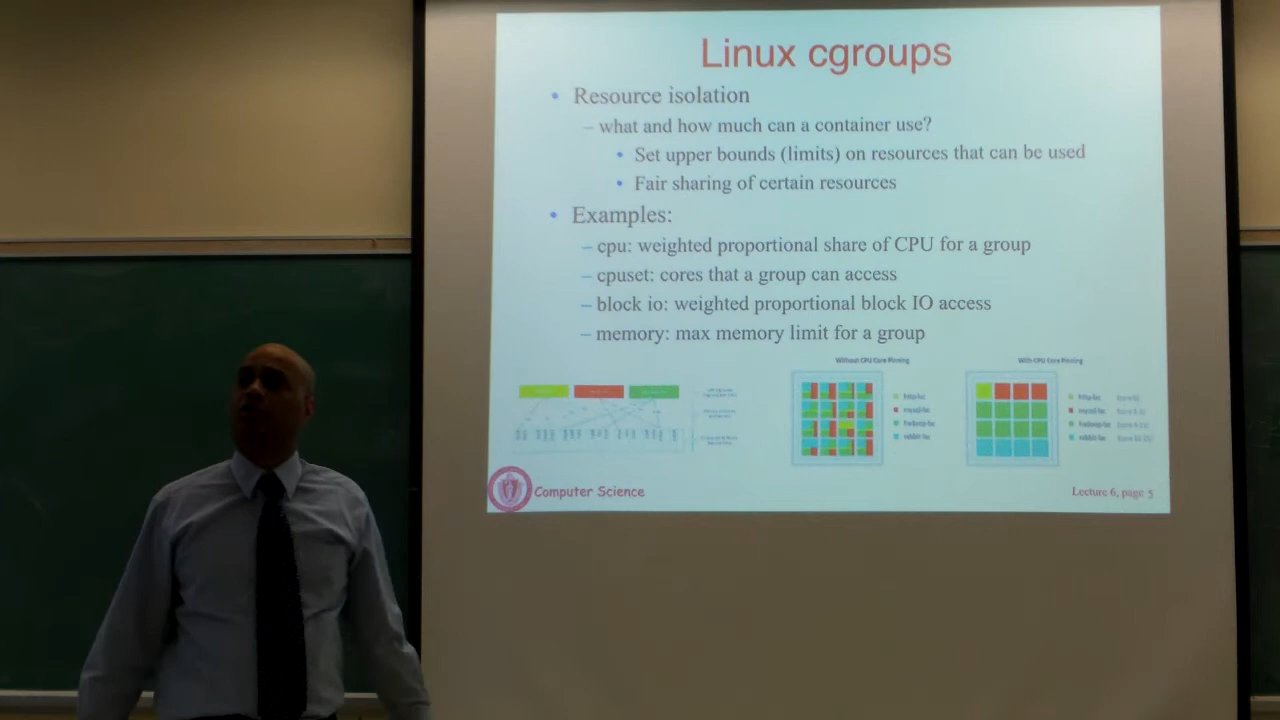 Linux cgroups
• Resource isolation
– what and how much can a container use?
• Set upper bounds (limits) on resources that can be used
• Fair sharing of certain resources
• Examples:
– cpu: weighted proportional share of CPU for a group
– cpuset: cores that a group can access
– block io: weighted proportional block IO access
– memory: max memory limit for a group
Without CPU Core Pinning
With CPU Core Pinning
Computer Science
Lecture 6, page 5